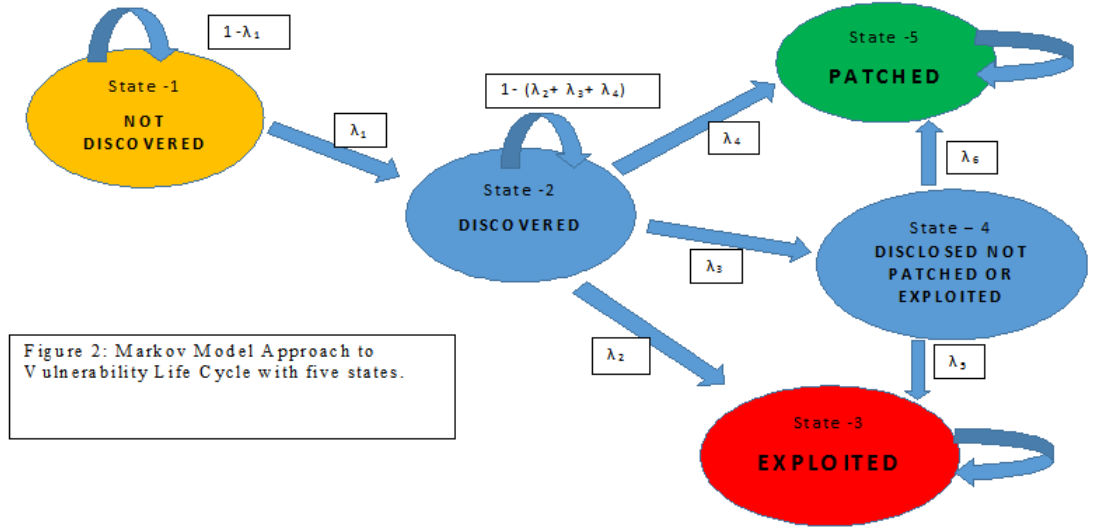 1-λ₁
State -1
NOT
DISCOVERED
λ₁
1- (λ₂+ λ₃+ λ₄)
State -2
DISCOVERED
λ₄
State -5
PATCHED
λ₆
λ₃
State – 4
DISCLOSED NOT
PATCHED OR
EXPLOITED
λ₂
λ₅
State -3
EXPLOITED
Figure 2: Markov Model Approach to
Vulnerability Life Cycle with five states.